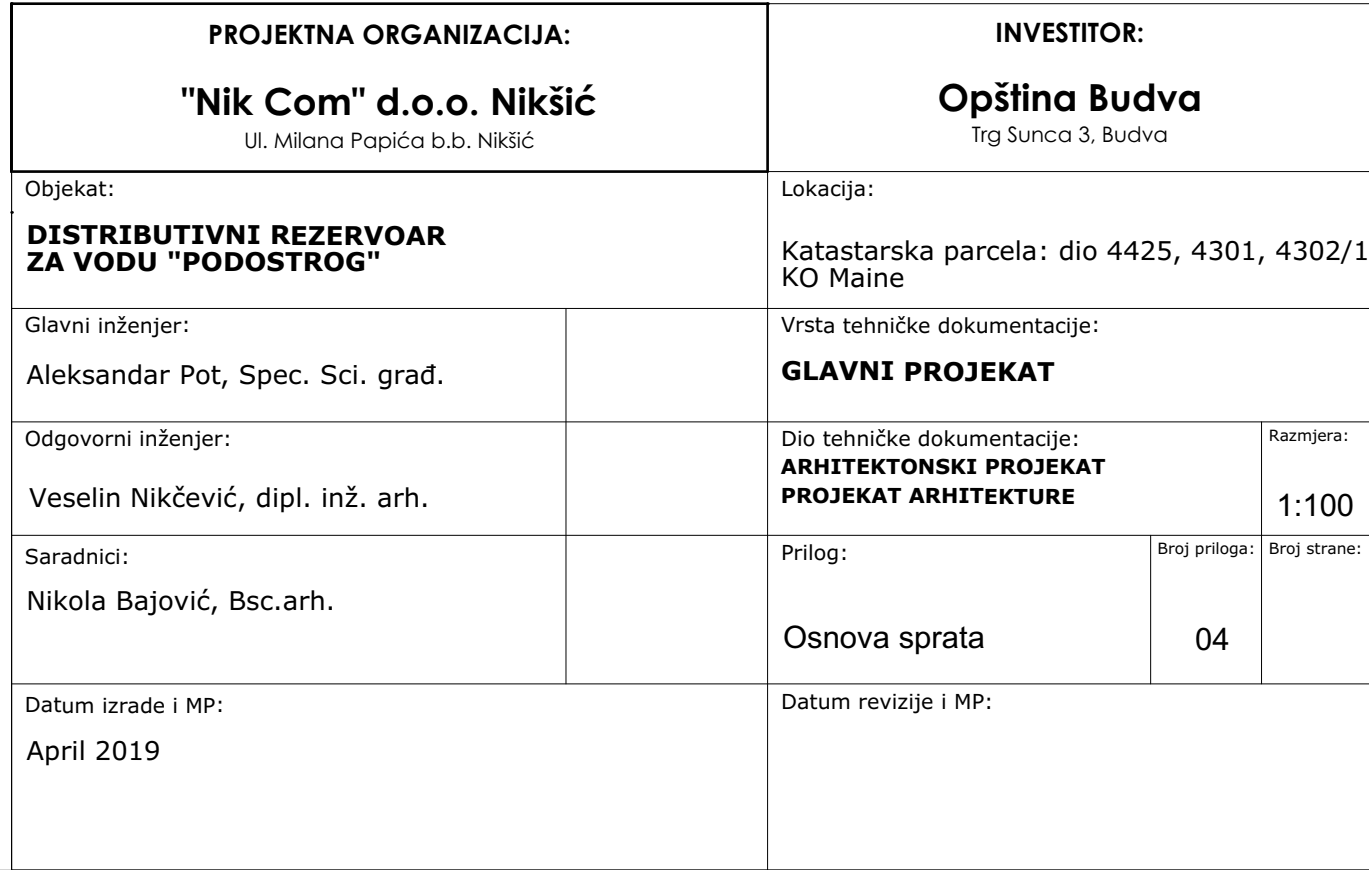 PROJEKTNA ORGANIZACIJA:
"Nik Com" d.o.o. Nikšić
Ul. Milana Papića b.b. Nikšić
INVESTITOR:
Opština Budva
Trg Sunca 3, Budva
Objekat:
DISTRIBUTIVNI REZERVOAR
ZA VODU "PODOSTROG"
Lokacija:
Katastarska parcela: dio 4425, 4301, 4302/1
KO Maine
Glavni inženjer:
Aleksandar Pot, Spec. Sci. građ.
Vrsta tehničke dokumentacije:
GLAVNI PROJEKAT
Odgovorni inženjer:
Veselin Nikčević, dipl. inž. arh.
Dio tehničke dokumentacije:
ARHITEKTONSKI PROJEKAT
PROJEKAT ARHITEKTURE
Razmjera:
1:100
Saradnici:
Nikola Bajović, Bsc.arh.
Prilog:
Osnova sprata
Broj priloga:
04
Broj strane:
Datum izrade i MP:
April 2019
Datum revizije i MP: